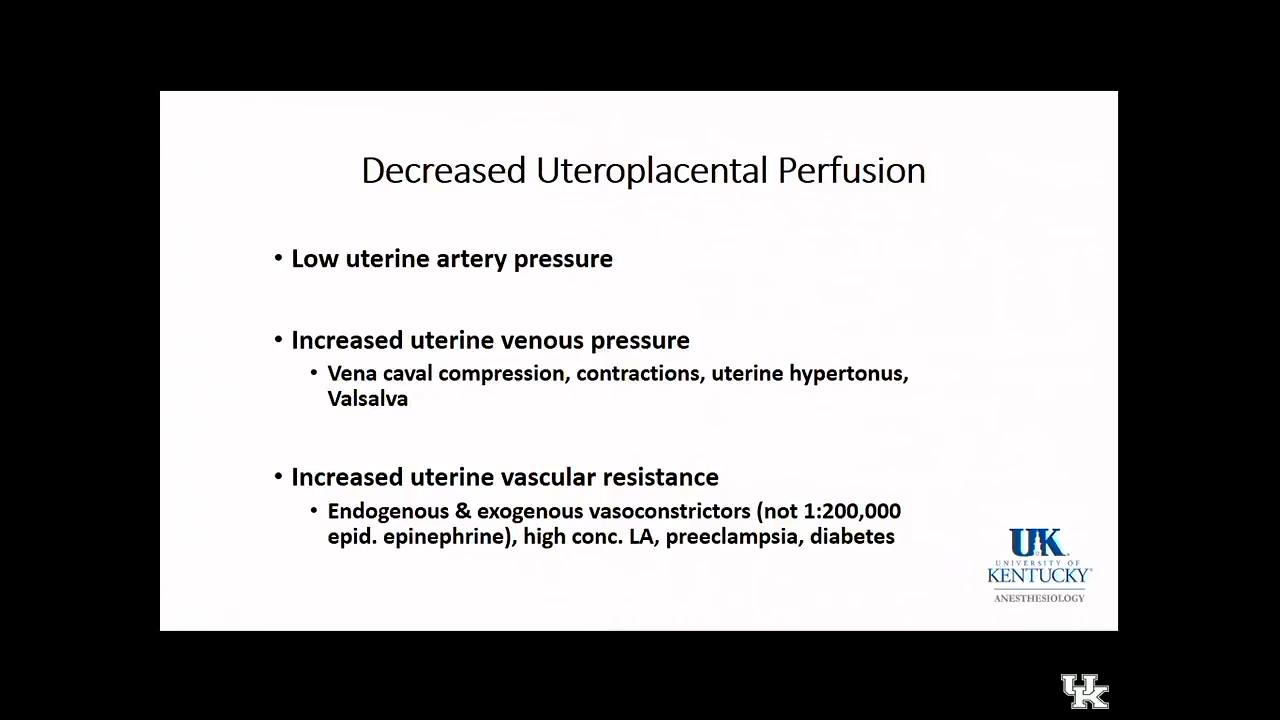 Decreased Uteroplacental Perfusion
• Low uterine artery pressure
• Increased uterine venous pressure
• Vena caval compression, contractions, uterine hypertonus,
Valsalva
• Increased uterine vascular resistance
• Endogenous & exogenous vasoconstrictors (not 1:200,000
epid. epinephrine), high conc. LA, preeclampsia, diabetes
UK
UNIVERSITY OF
KENTUCKY®
ANESTHESIOLOGY
UK